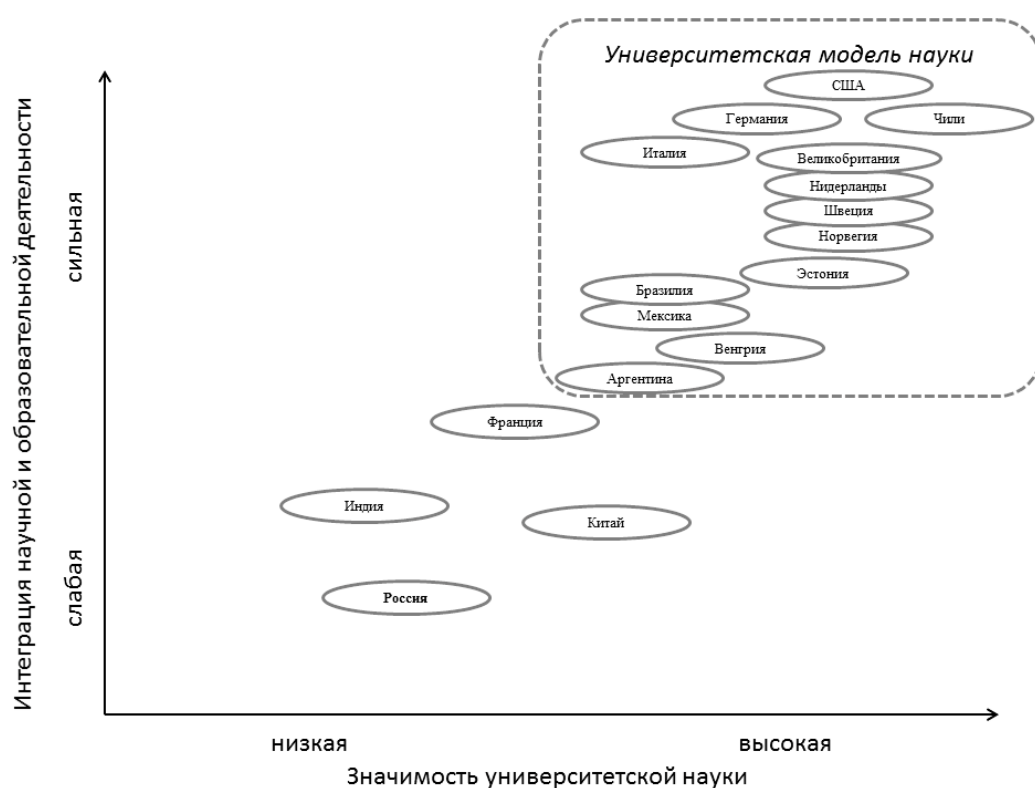 Университетская модель науки
США
Германия
Чили
Италия
Великобритания
Нидерланды
Швеция
Норвегия
Эстония
Бразилия
Мексика
Венгрия
Аргентина
Франция
Индия
Китай
Россия
Интеграция научной и образовательной деятельности
сильная
слабая
низкая
высокая
Значимость университетской науки